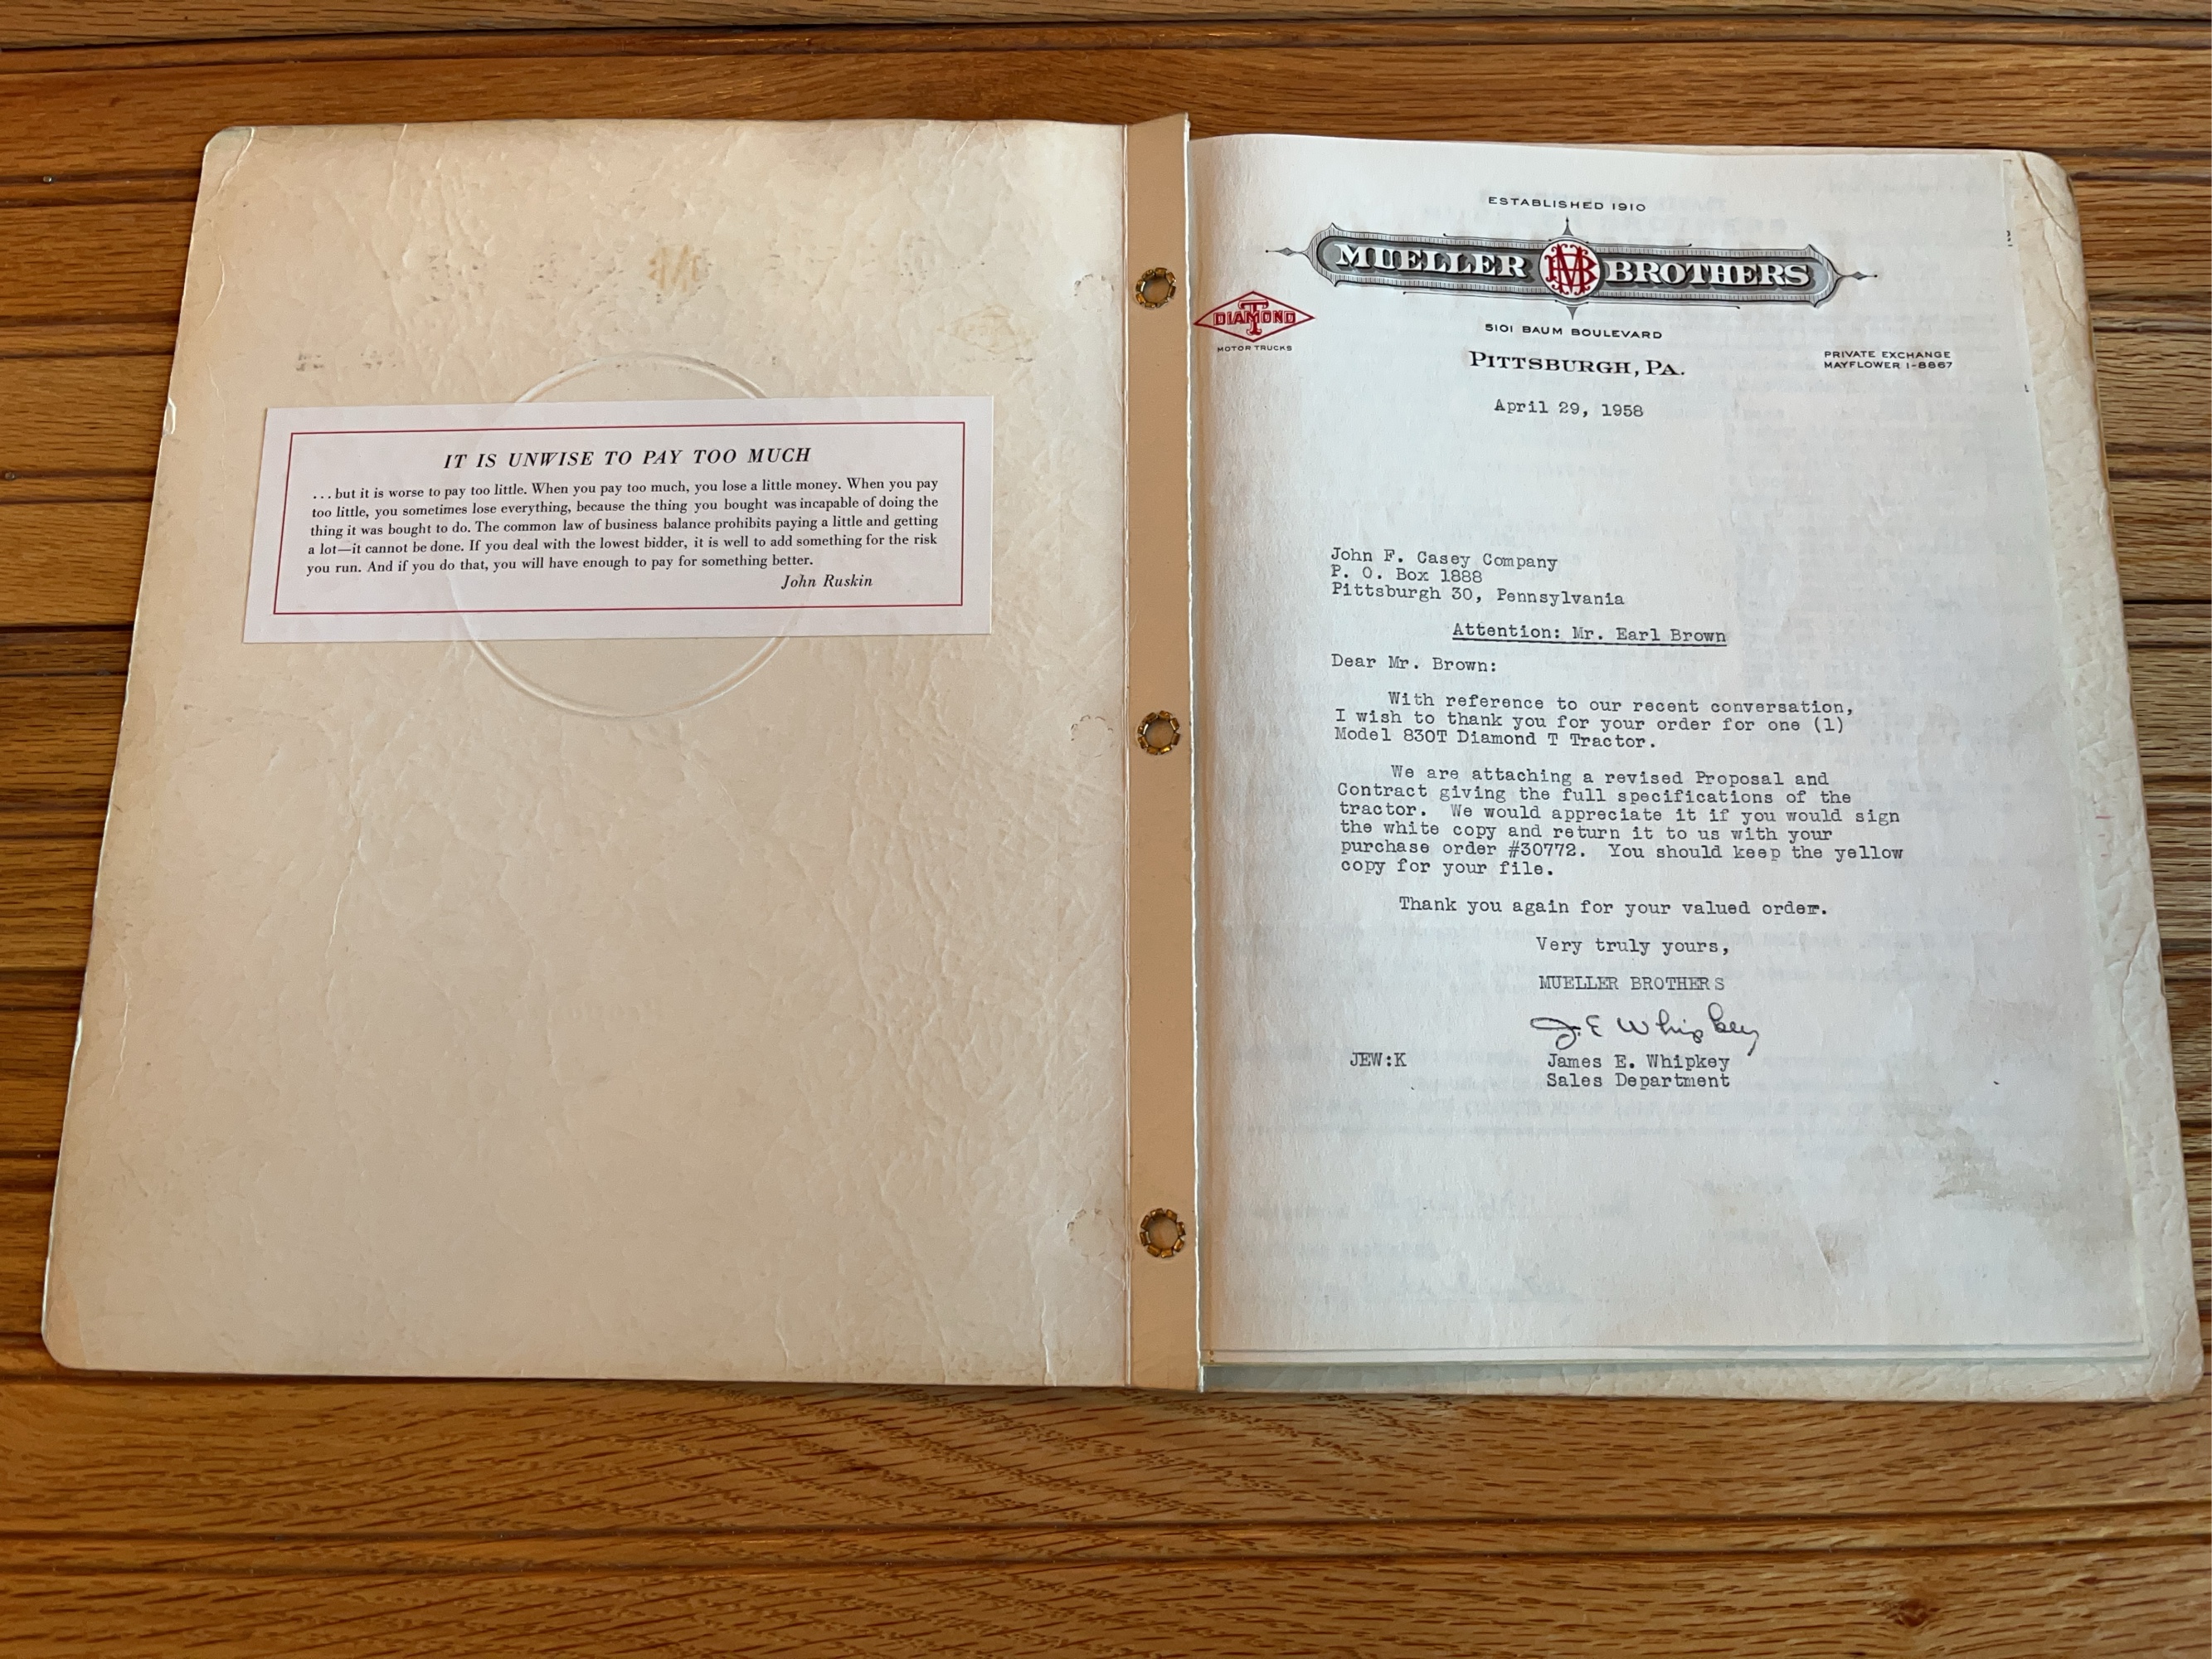 IT IS UNWISE TO PAY TOO MUCH
... but it is worse to pay too little. When you pay too much, you lose a little money. When you pay
too little, you sometimes lose everything, because the thing you bought was incapable of doing the
thing it was bought to do. The common law of business balance prohibits paying a little and getting
a lot—it cannot be done. If you deal with the lowest bidder, it is well to add something for the risk
you run. And if you do that, you will have enough to pay for something better.
John Ruskin
ESTABLISHED 1910
MUELLER MB BROTHERS
DIAMOND T
MOTOR TRUCKS
5101 BAUM BOULEVARD
PITTSBURGH, PA.
PRIVATE EXCHANGE
MAYFLOWER 1-8867
April 29, 1958
John F. Casey Company
P. O. Box 1888
Pittsburgh 30, Pennsylvania
Attention: Mr. Earl Brown
Dear Mr. Brown:
With reference to our recent conversation,
I wish to thank you for your order for one (1)
Model 830T Diamond T Tractor.
We are attaching a revised Proposal and
Contract giving the full specifications of the
tractor. We would appreciate it if you would sign
the white copy and return it to us with your
purchase order #30772. You should keep the yellow
copy for your file.
Thank you again for your valued order.
Very truly yours,
MUELLER BROTHERS
J. E Whipkey
JEW:K
James E. Whipkey
Sales Department